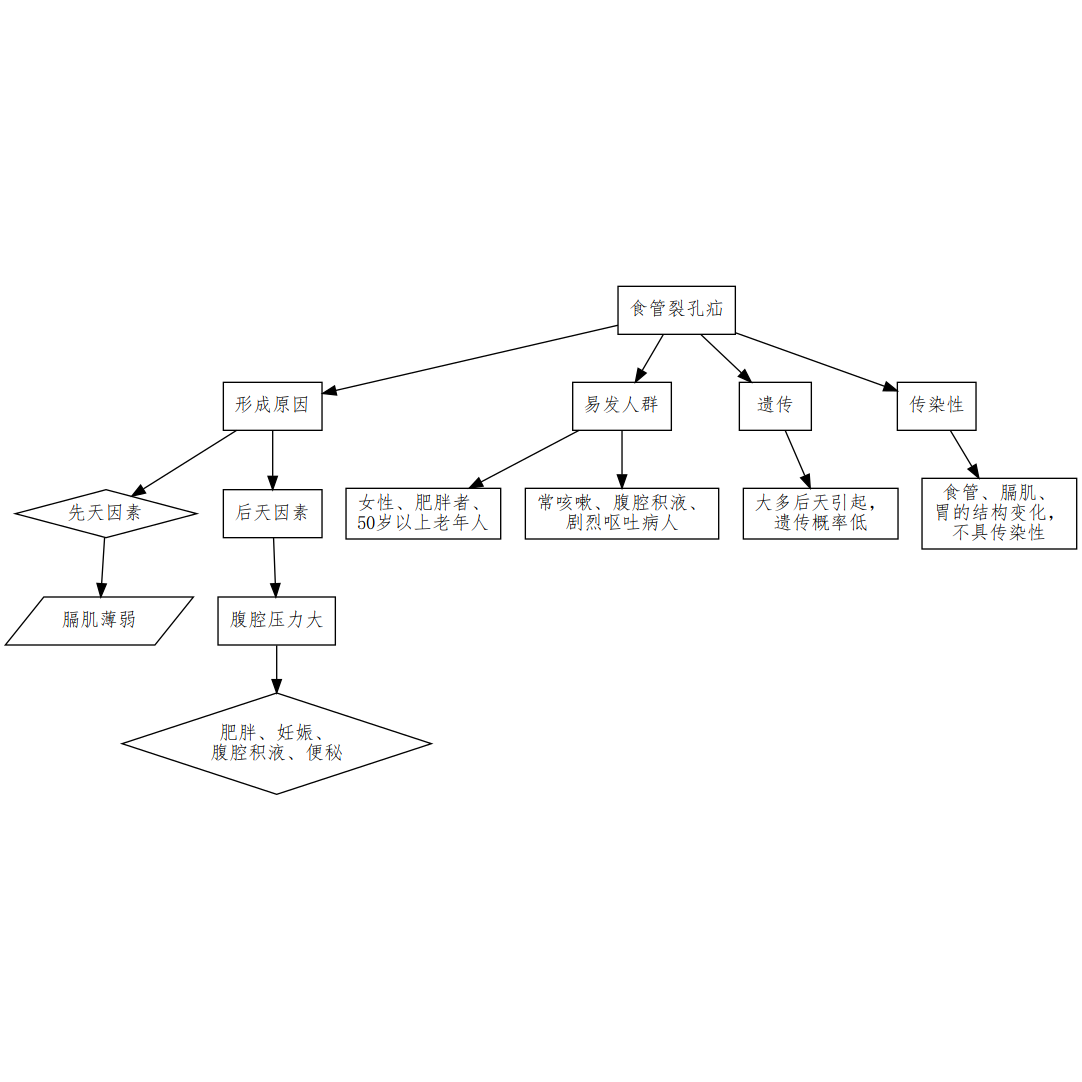 食管裂孔疝
形成原因
易发人群
遗传
传染性
先天因素
后天因素
女性、肥胖者、
50岁以上老年人
常咳嗽、腹腔积液、
剧烈呕吐病人
大多后天引起，
遗传概率低
食管、膈肌、
胃的结构变化，
不具传染性
膈肌薄弱
腹腔压力大
肥胖、妊娠、
腹腔积液、便秘